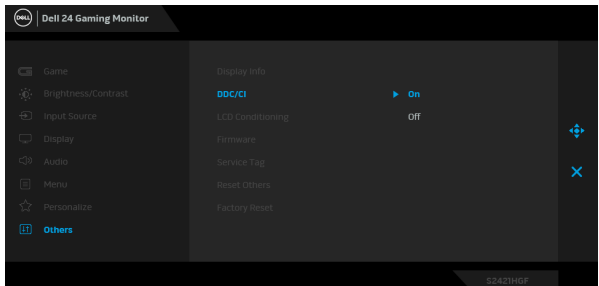 DELL Dell 24 Gaming Monitor
Game
Brightness/Contrast
Input Source
Display
Audio
Menu
Personalize
Others
Display Info
DDC/CI On
LCD Conditioning Off
Firmware
Service Tag
Reset Others
Factory Reset
S2421HGF